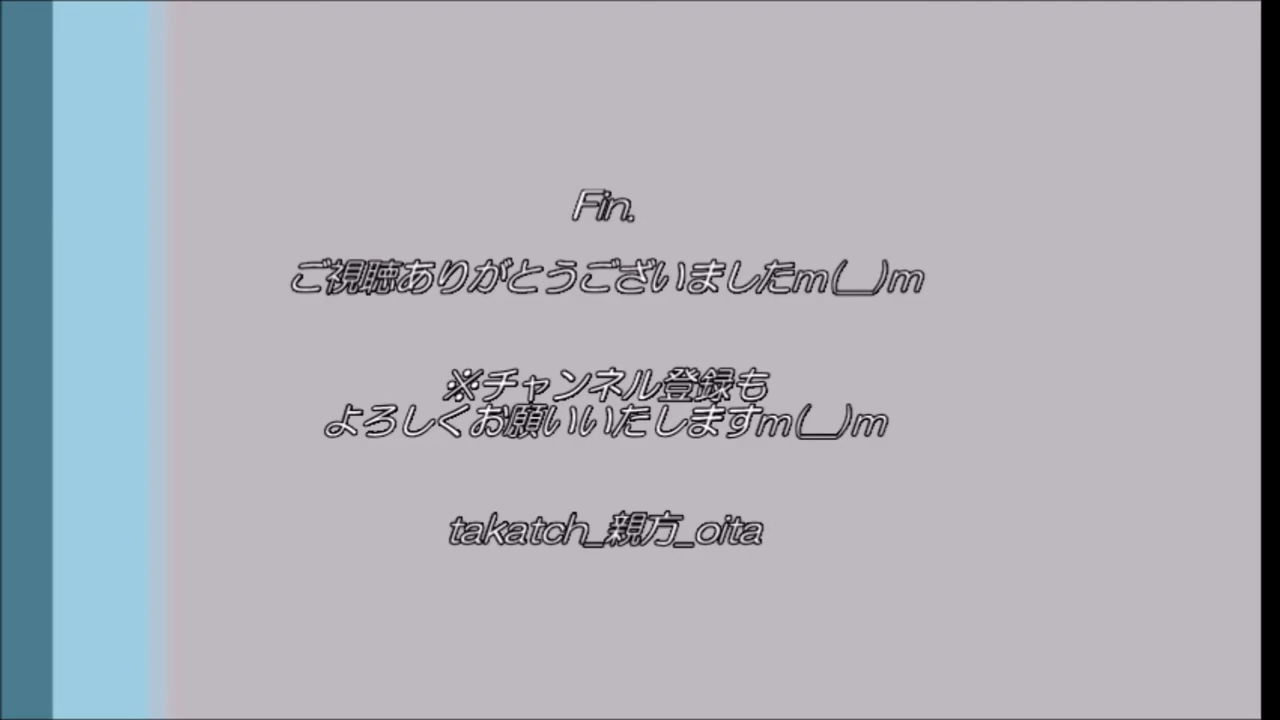 Fin.
ご視聴ありがとうございましたm(__)m
※チャンネル登録も
よろしくお願いいたしますm(__)m
takatch_親方_oita